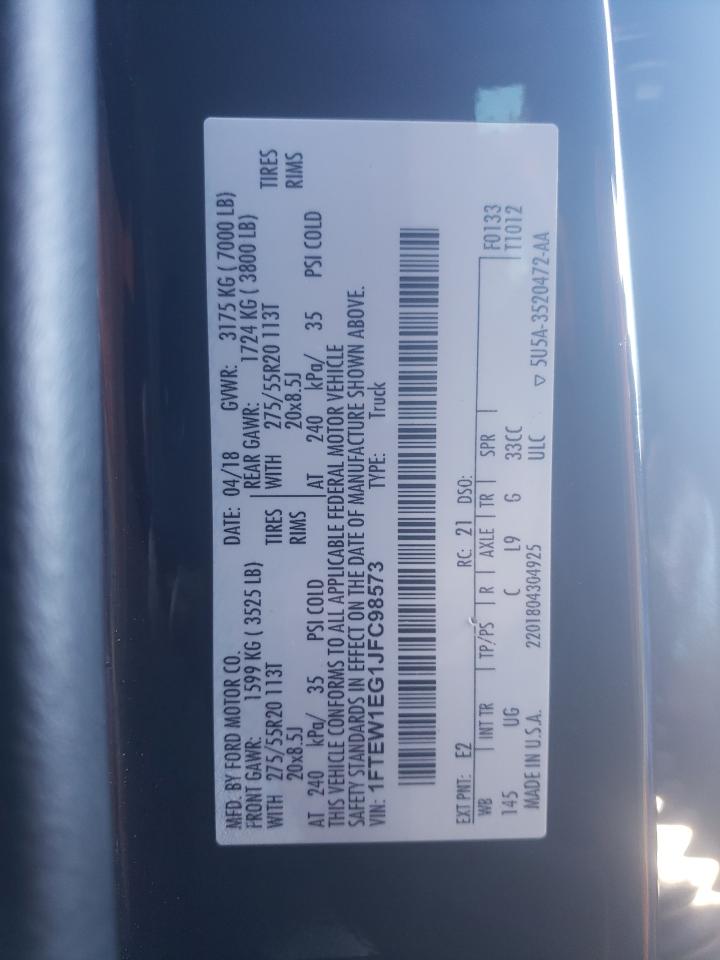 MFD. BY FORD MOTOR CO. DATE: 04/18 GVWR: 3175 KG ( 7000 LB)
FRONT GAWR: 1599 KG ( 3525 LB) REAR GAWR: 1724 KG ( 3800 LB)
WITH 275/55R20 113T TIRES WITH 275/55R20 113T TIRES
20x8.5J RIMS 20x8.5J RIMS
AT 240 kPa/ 35 PSI COLD AT 240 kPa/ 35 PSI COLD
THIS VEHICLE CONFORMS TO ALL APPLICABLE FEDERAL MOTOR VEHICLE
SAFETY STANDARDS IN EFFECT ON THE DATE OF MANUFACTURE SHOWN ABOVE.
VIN: 1FTEW1EG1JFC98573 TYPE: Truck
EXT PNT: E2 RC: 21 DSO: F0133
WB INT TR TP/PS R AXLE TR SPR T1012
145 UG C L9 G 33CC
MADE IN U.S.A. 2201804304925 ULC ▽ 5U5A-3520472-AA